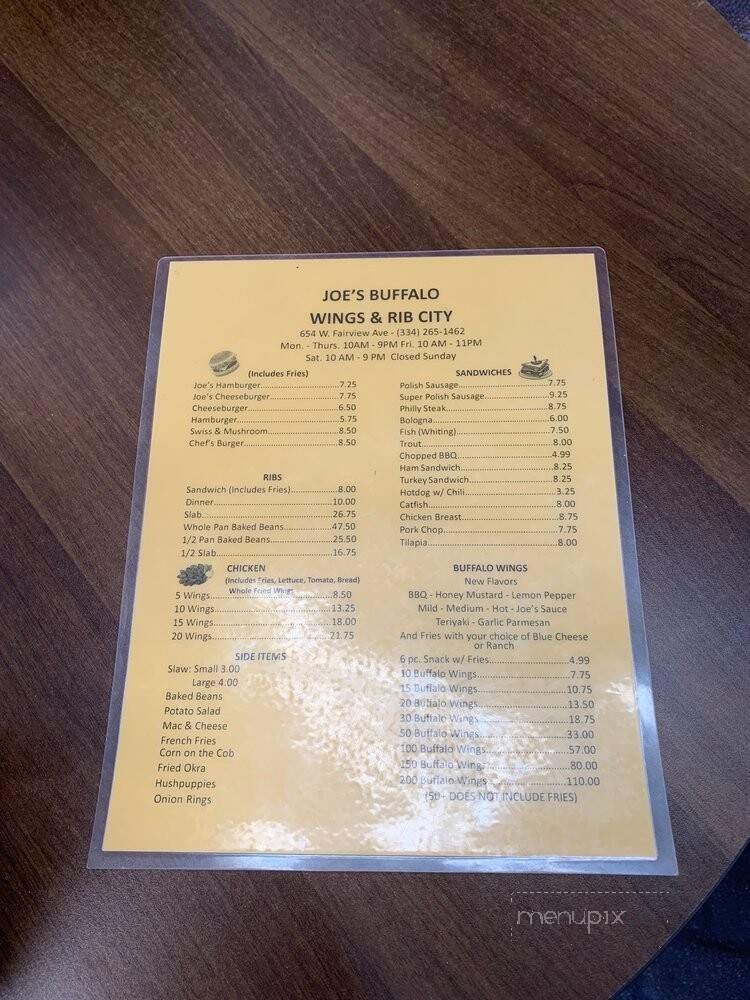 JOE'S BUFFALO
WINGS & RIB CITY
654 W. Fairview Ave - (334) 265-1462
Mon. - Thurs. 10AM - 9PM Fri. 10 AM - 11PM
Sat. 10 AM - 9 PM Closed Sunday
(Includes Fries)
Joe's Hamburger 7.25
Joe's Cheeseburger 7.75
Cheeseburger 6.50
Hamburger 5.75
Swiss & Mushroom 8.50
Chef's Burger 8.50
RIBS
Sandwich (Includes Fries) 8.00
Dinner 10.00
Slab 26.75
Whole Pan Baked Beans 47.50
1/2 Pan Baked Beans 25.50
1/2 Slab 16.75
CHICKEN
(Includes Fries, Lettuce, Tomato, Bread)
Whole Fried Wings
5 Wings 8.50
10 Wings 13.25
15 Wings 18.00
20 Wings 21.75
SIDE ITEMS
Slaw: Small 3.00
Large 4.00
Baked Beans
Potato Salad
Mac & Cheese
French Fries
Corn on the Cob
Fried Okra
Hushpuppies
Onion Rings
SANDWICHES
Polish Sausage 7.75
Super Polish Sausage 9.25
Philly Steak 8.75
Bologna 6.00
Fish (Whiting) 7.50
Trout 8.00
Chopped BBQ 4.99
Ham Sandwich 8.25
Turkey Sandwich 8.25
Hotdog w/ Chili 3.25
Catfish 8.00
Chicken Breast 8.75
Pork Chop 7.75
Tilapia 8.00
BUFFALO WINGS
New Flavors
BBQ - Honey Mustard - Lemon Pepper
Mild - Medium - Hot - Joe's Sauce
Teriyaki - Garlic Parmesan
And Fries with your choice of Blue Cheese
or Ranch
6 pc. Snack w/ Fries 4.99
10 Buffalo Wings 7.75
15 Buffalo Wings 10.75
20 Buffalo Wings 13.50
30 Buffalo Wings 18.75
50 Buffalo Wings 33.00
100 Buffalo Wings 57.00
150 Buffalo Wings 80.00
200 Buffalo Wings 110.00
(50+ DOES NOT INCLUDE FRIES)
menupix